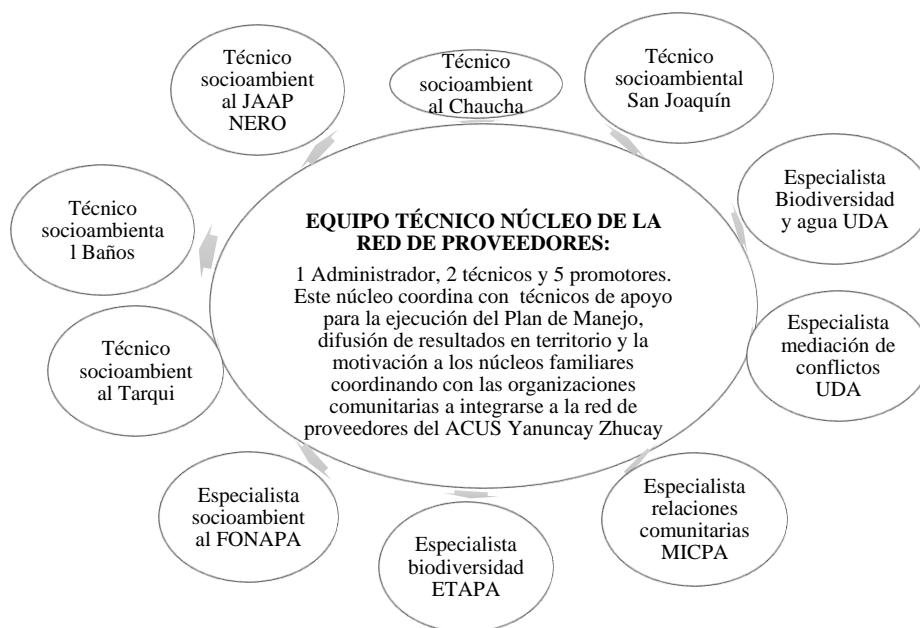 Técnico
socioambient
al Chaucha
Técnico
socioambiental
San Joaquín
Especialista
Biodiversidad
y agua UDA
Especialista
mediación de
conflictos
UDA
Especialista
relaciones
comunitarias
MICPA
Especialista
biodiversidad
ETAPA
Especialista
socioambient
al FONAPA
Técnico
socioambient
al Tarqui
Técnico
socioambienta
l Baños
Técnico
socioambient
al JAAP
NERO
EQUIPO TÉCNICO NÚCLEO DE LA
RED DE PROVEEDORES:
1 Administrador, 2 técnicos y 5 promotores.
Este núcleo coordina con técnicos de apoyo
para la ejecución del Plan de Manejo,
difusión de resultados en territorio y la
motivación a los núcleos familiares
coordinando con las organizaciones
comunitarias a integrarse a la red de
proveedores del ACUS Yanuncay Zhucay